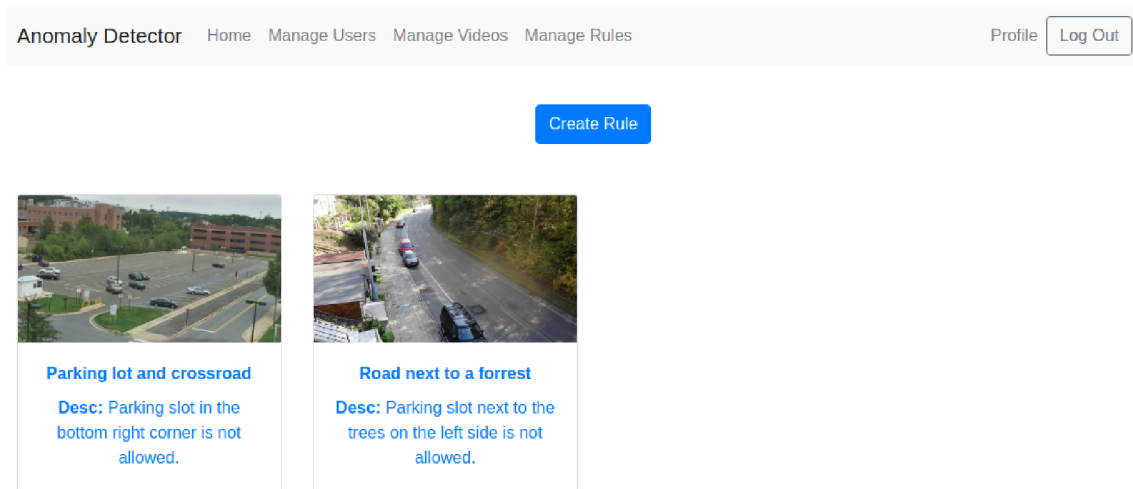 Anomaly Detector Home Manage Users Manage Videos Manage Rules Profile Log Out
Create Rule
Parking lot and crossroad
Desc: Parking slot in the
bottom right corner is not
allowed.
Road next to a forrest
Desc: Parking slot next to the
trees on the left side is not
allowed.